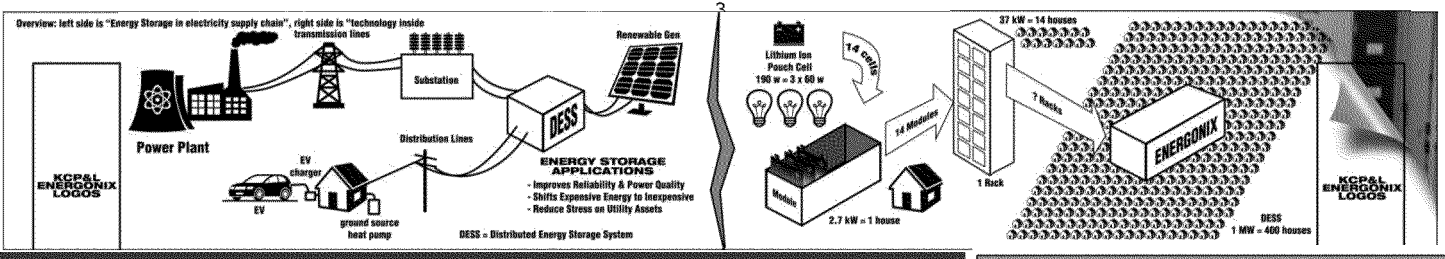 3
Overview: left side is "Energy Storage in electricity supply chain", right side is "technology inside
transmission lines
Renewable Gen
Substation
DESS
Power Plant
Distribution Lines
EV
charger
EV
ground source
heat pump
ENERGY STORAGE
APPLICATIONS
- Improves Reliability & Power Quality
- Shifts Expensive Energy to Inexpensive
- Reduce Stress on Utility Assets
DESS = Distributed Energy Storage System
KCP&L
ENERGONIX
LOGOS
Lithium Ion
Pouch Cell
190 w = 3 x 60 w
14 cells
Module
14 Modules
2.7 kW = 1 house
37 kW = 14 houses
1 Rack
? Racks
ENERGONIX
DESS
1 MW = 400 houses
KCP&L
ENERGONIX
LOGOS